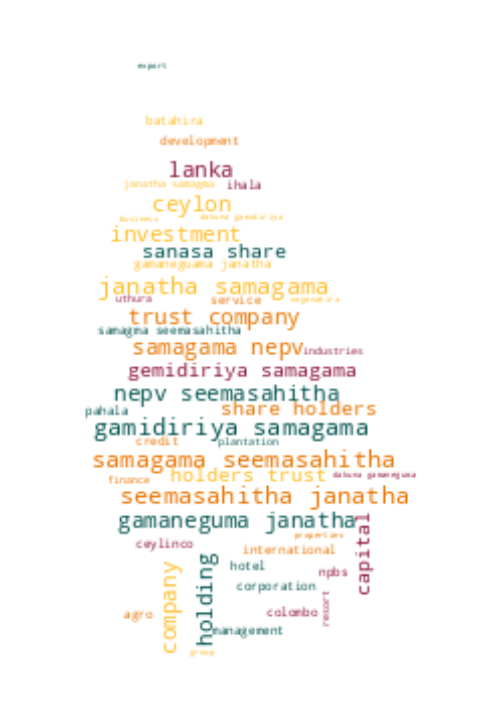 export
batahira
development
lanka
janatha samagma ihala
ceylon
business dakuna gamidiriya
investment
sanasa share
gamaneguama janatha
janatha samagama
uthura service
trust company
samagma seemasahitha
samagama nepv industries
gemidiriya samagama
nepv seemasahitha
pahala share holders
gamidiriya samagama
credit plantation
samagama seemasahitha
holders trust dakuna gamaneguma
finance
seemasahitha janatha
gamaneguma janatha
capital
properties
ceylinco international
hotel npbs
company holding corporation
resort
agro colombo
management
group